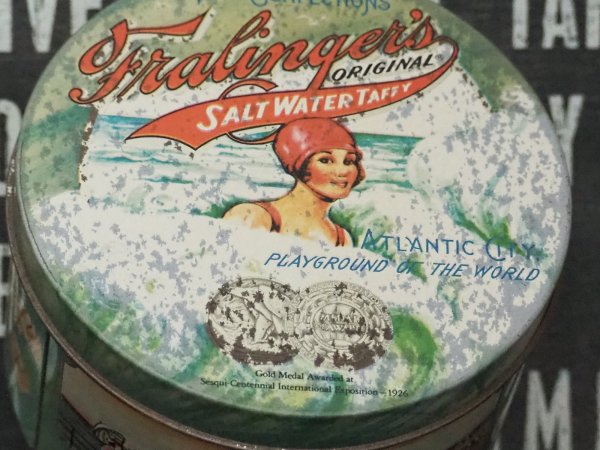 CONFECTIONS
Fralinger's
ORIGINAL
SALT WATER TAFFY
ATLANTIC CITY
PLAYGROUND OF THE WORLD
Gold Medal Awarded at
Sesqui-Centennial International Exposition - 1926